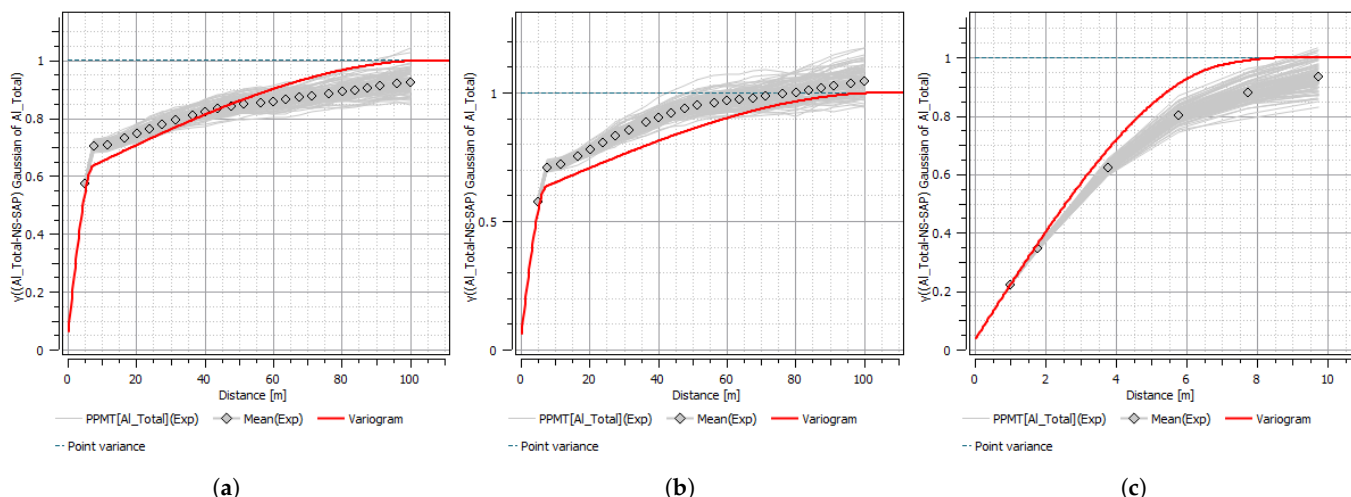 γ((Al_Total-NS-SAP) Gaussian of Al_Total)
1
0.8
0.6
0.4
0.2
0
0 20 40 60 80 100
Distance [m]
PPMT[Al_Total](Exp) Mean(Exp) Variogram
Point variance
(a)
γ((Al_Total-NS-SAP) Gaussian of Al_Total)
1
0.5
0
0 20 40 60 80 100
Distance [m]
PPMT[Al_Total](Exp) Mean(Exp) Variogram
Point variance
(b)
γ((Al_Total-NS-SAP) Gaussian of Al_Total)
1
0.8
0.6
0.4
0.2
0
0 2 4 6 8 10
Distance [m]
PPMT[Al_Total](Exp) Mean(Exp) Variogram
Point variance
(c)